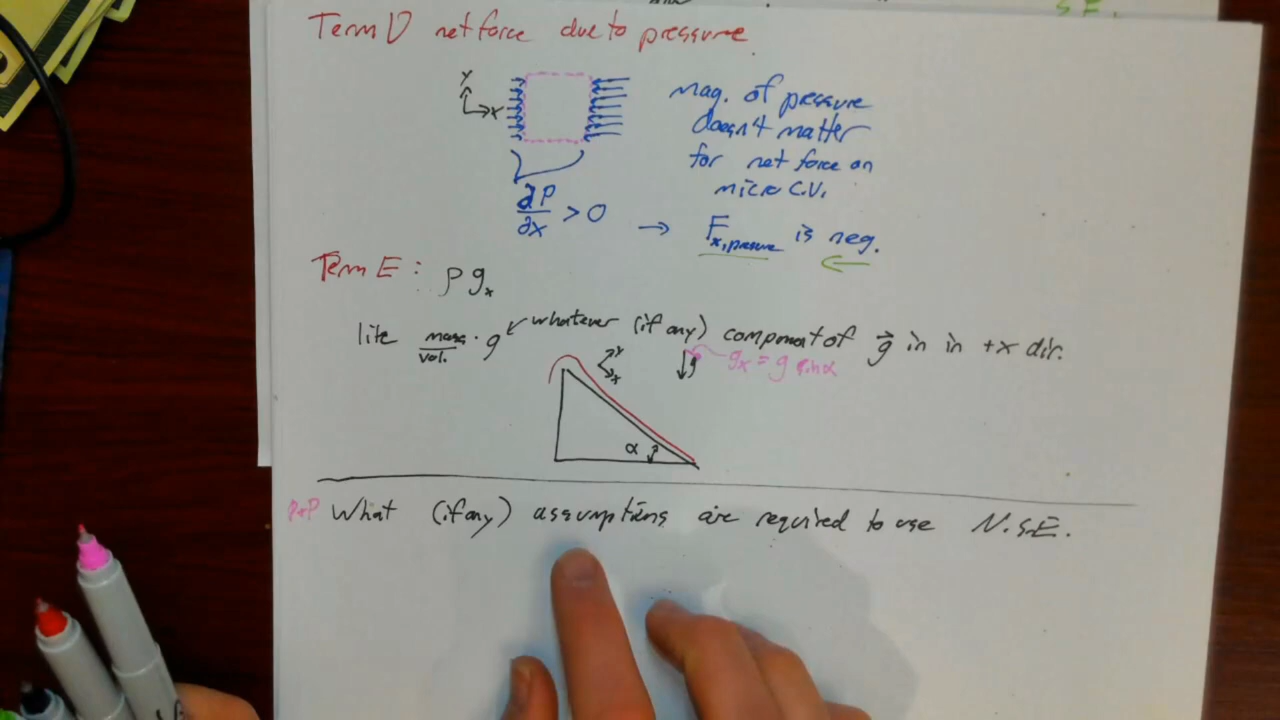 S.F.
Term D net force due to pressure
Y
X
mag. of pressure
doesn't matter
for net force on
micro C.V.
∂P/∂x > 0 → F x, pressure is neg.
Term E : ρ g x
like mass/vol. · g whatever (if any) component of g⃗ in in +x dir.
Y
X
g
g x = g sin α
α
P+P What (if any) assumptions are required to use N.S.E.